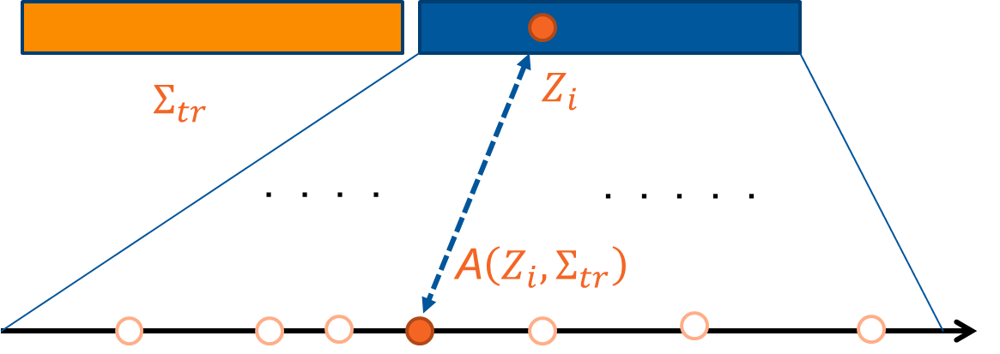 Z_i
Σ_tr
A(Z_i, Σ_tr)